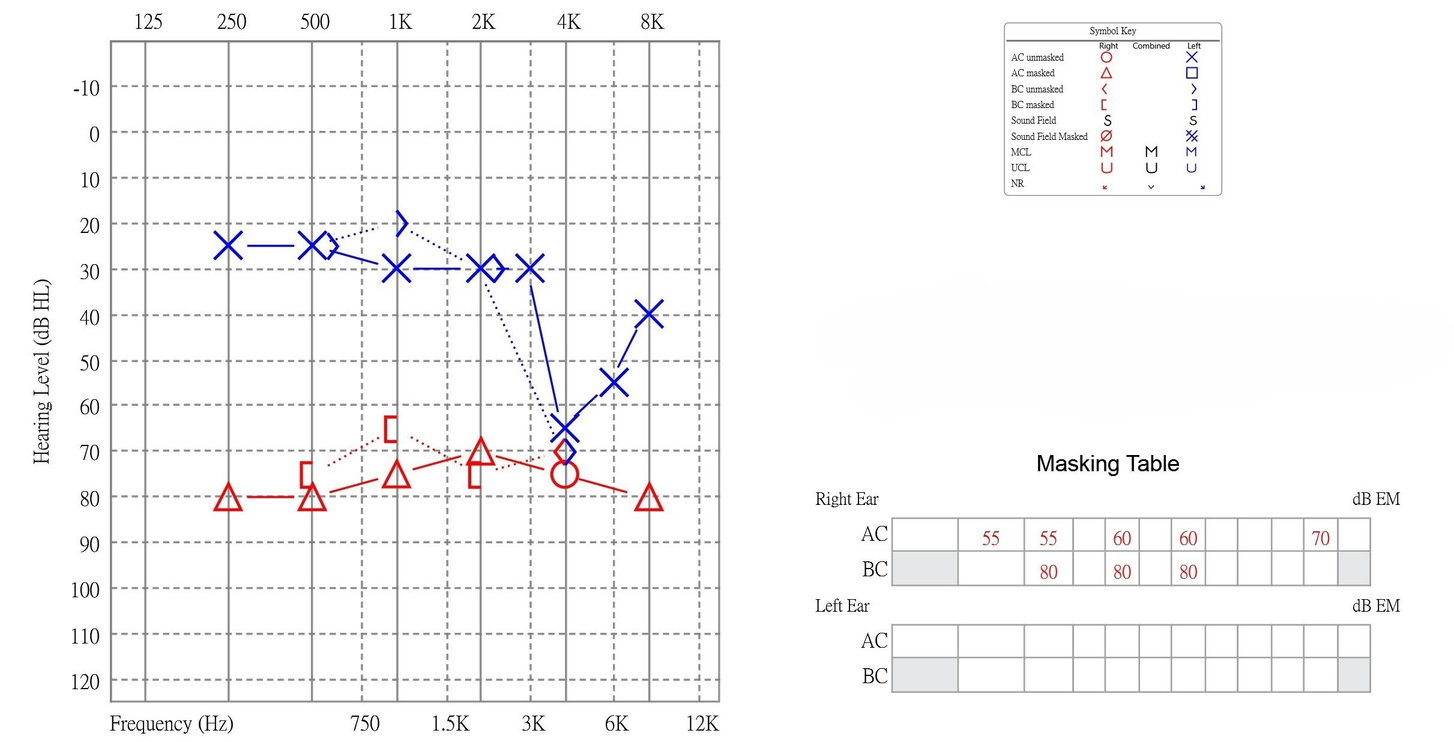 125 250 500 1K 2K 4K 8K
-10
0
10
20
30
40
50
60
70
80
90
100
110
120
Hearing Level (dB HL)
Frequency (Hz) 750 1.5K 3K 6K 12K
Symbol Key
Right Combined Left
AC unmasked
AC masked
BC unmasked
BC masked
Sound Field S S
Sound Field Masked
MCL M M M
UCL U U U
NR
Masking Table
Right Ear dB EM
AC 55 55 60 60 70
BC 80 80 80
Left Ear dB EM
AC
BC